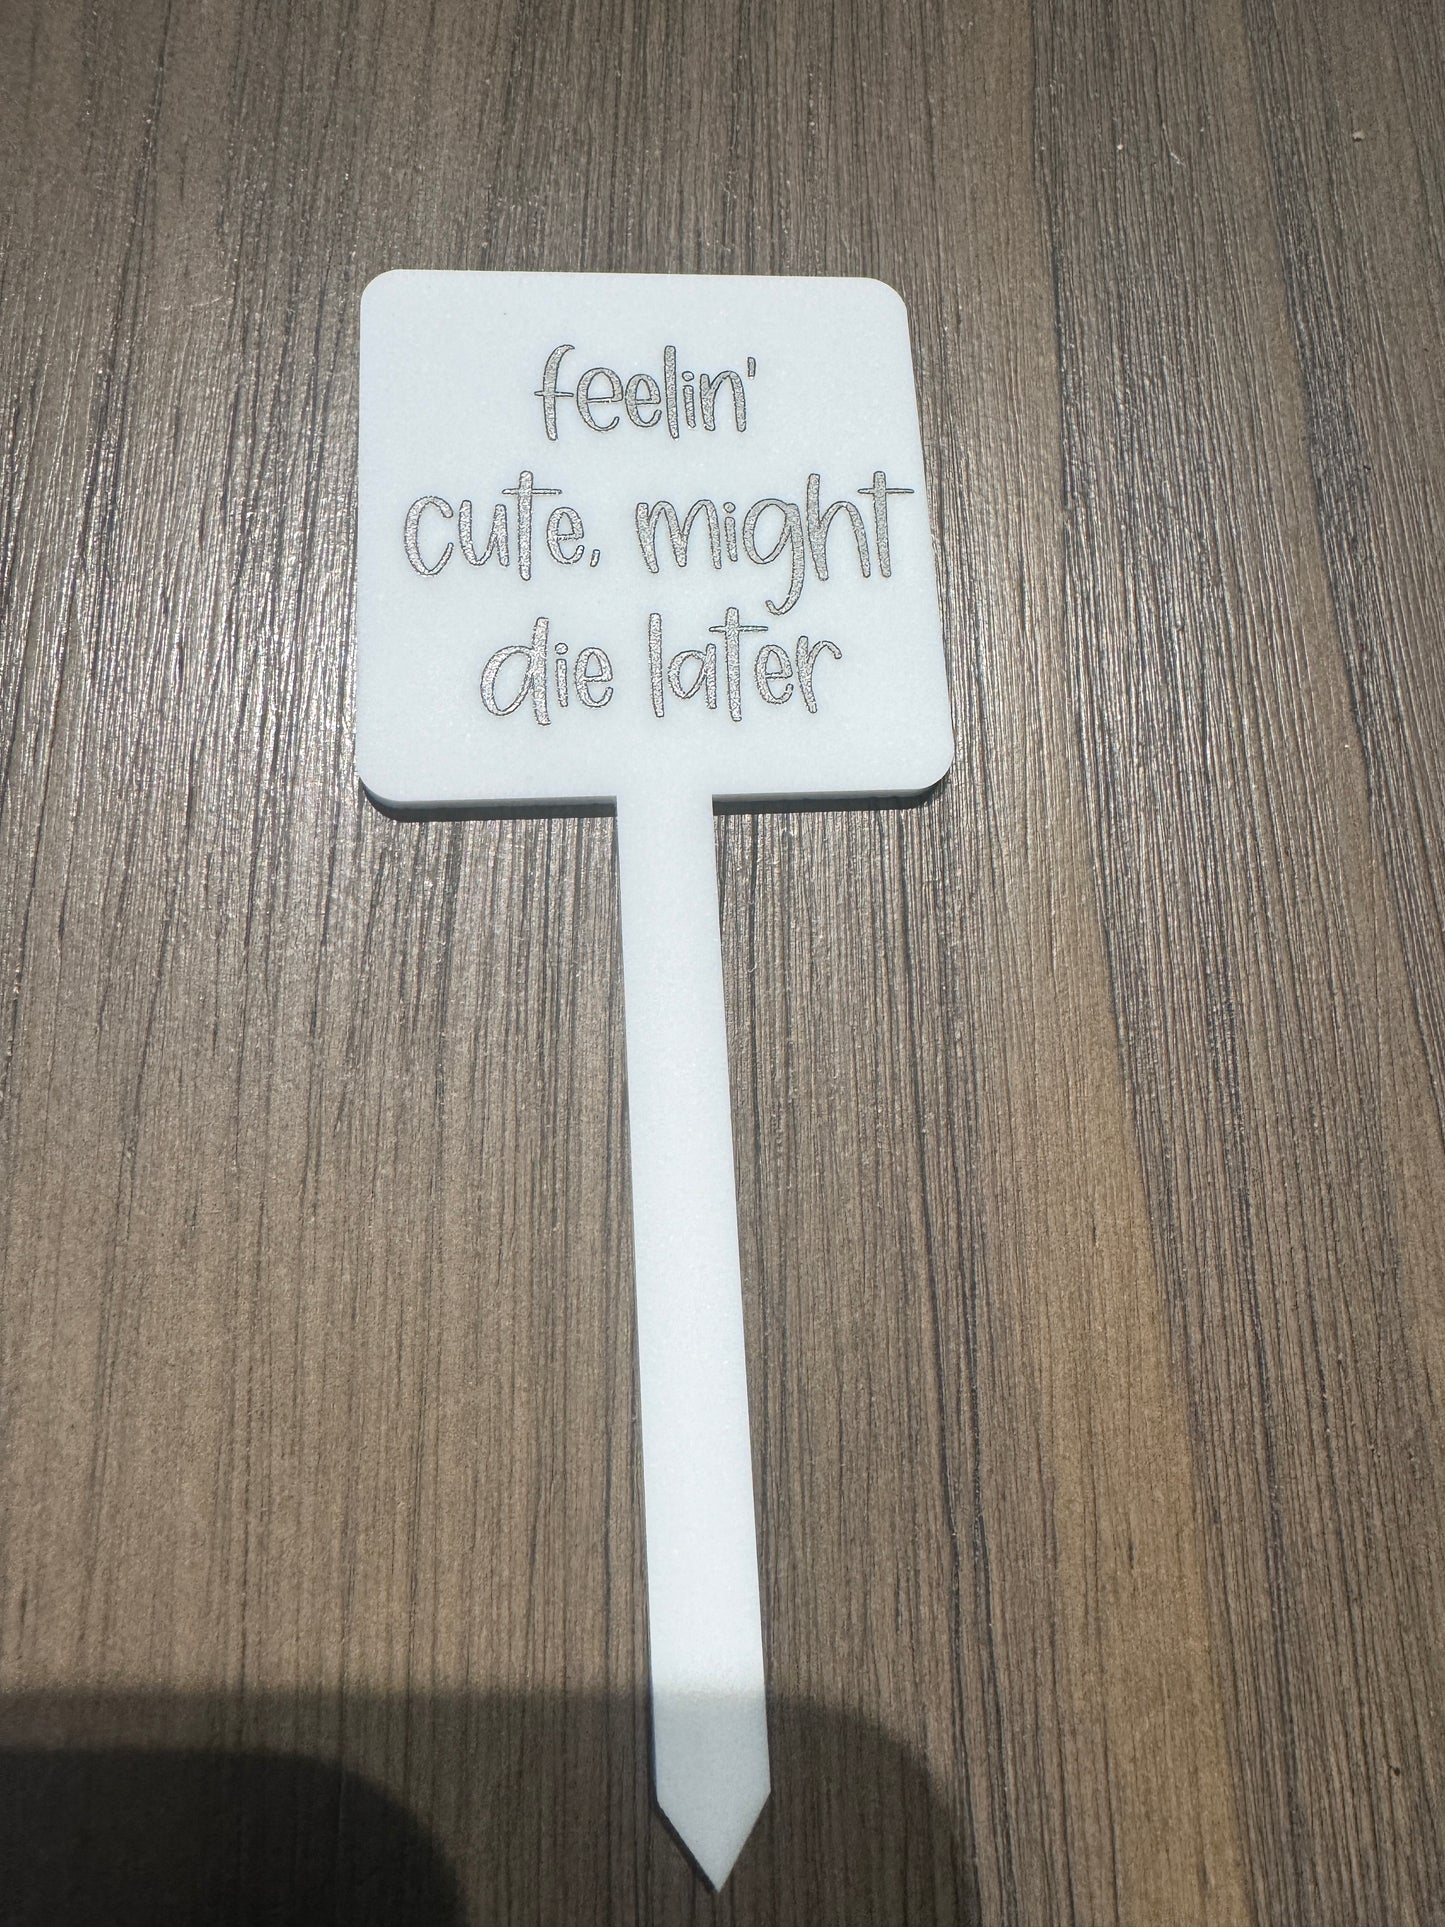 feelin'
cute, might
die later